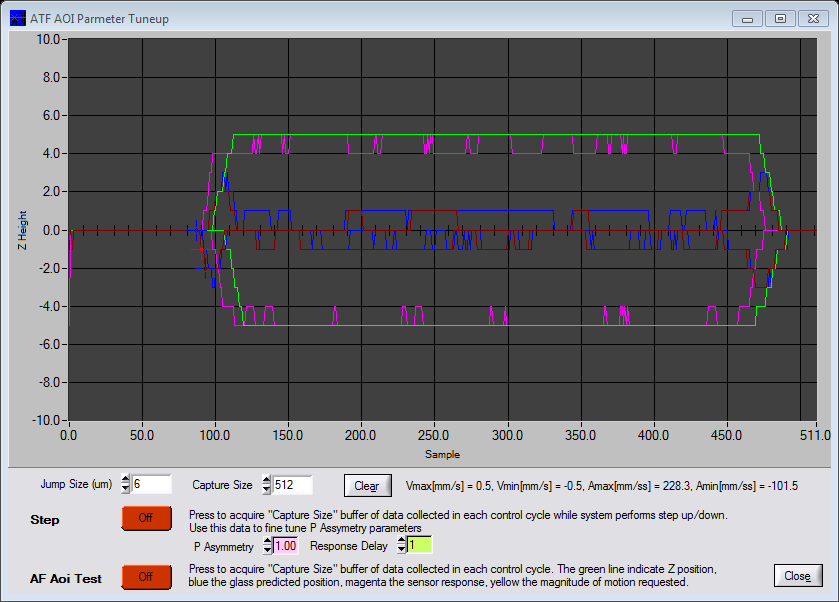 ATF AOI Parmeter Tuneup
10.0
8.0
6.0
4.0
2.0
0.0
-2.0
-4.0
-6.0
-8.0
-10.0
Z Height
0.0 50.0 100.0 150.0 200.0 250.0 300.0 350.0 400.0 450.0 511.0
Sample
Jump Size (um) 6 Capture Size 512 Clear Vmax[mm/s] = 0.5, Vmin[mm/s] = -0.5, Amax[mm/ss] = 228.3, Amin[mm/ss] = -101.5
Step Off Press to acquire "Capture Size" buffer of data collected in each control cycle while system performs step up/down.
Use this data to fine tune P Assymetry parameters
P Asymmetry 1.00 Response Delay 1
AF Aoi Test Off Press to acquire "Capture Size" buffer of data collected in each control cycle. The green line indicate Z position,
blue the glass predicted position, magenta the sensor response, yellow the magnitude of motion requested.
Close